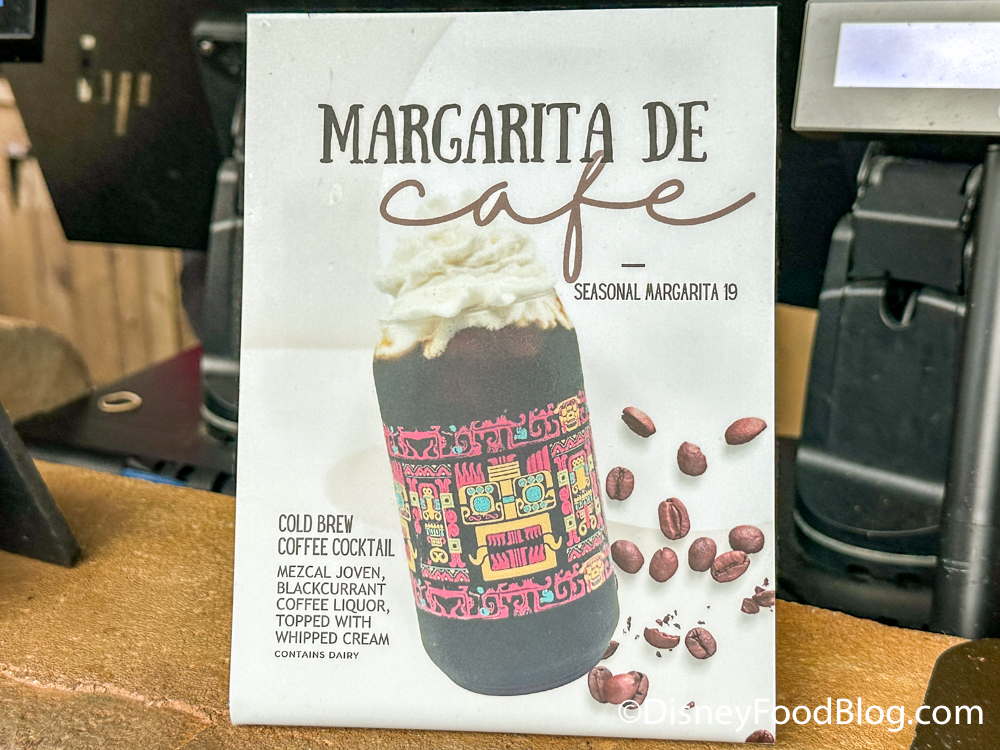 MARGARITA DE
cafe
SEASONAL MARGARITA 19
COLD BREW
COFFEE COCKTAIL
MEZCAL JOVEN,
BLACKCURRANT
COFFEE LIQUOR,
TOPPED WITH
WHIPPED CREAM
CONTAINS DAIRY
©DisneyFoodBlog.com